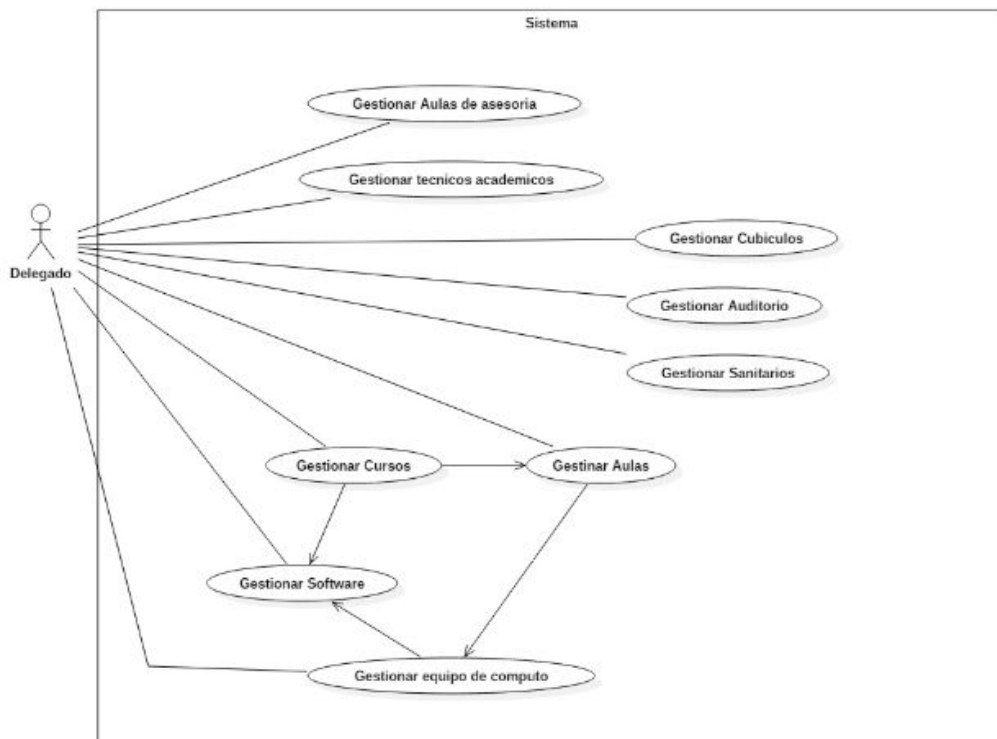 Sistema
Gestionar Aulas de asesoria
Gestionar tecnicos academicos
Delegado
Gestionar Cubiculos
Gestionar Auditorio
Gestionar Sanitarios
Gestionar Cursos
Gestinar Aulas
Gestionar Software
Gestionar equipo de computo